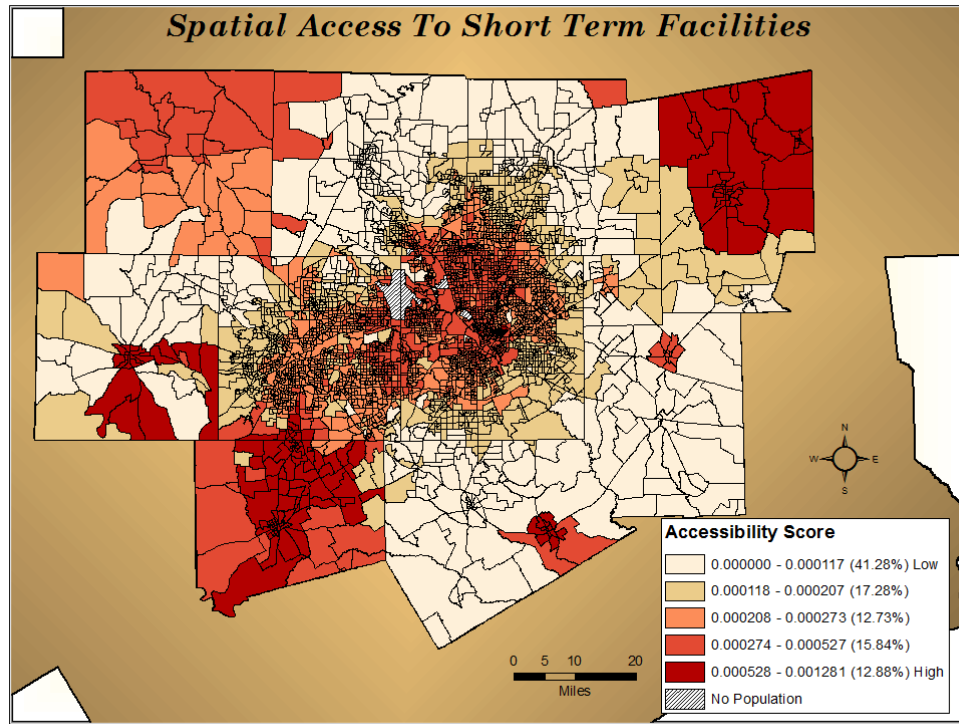 Spatial Access To Short Term Facilities
N
W E
S
Accessibility Score
0.000000 - 0.000117 (41.28%) Low
0.000118 - 0.000207 (17.28%)
0.000208 - 0.000273 (12.73%)
0.000274 - 0.000527 (15.84%)
0.000528 - 0.001281 (12.88%) High
No Population
0 5 10 20
Miles